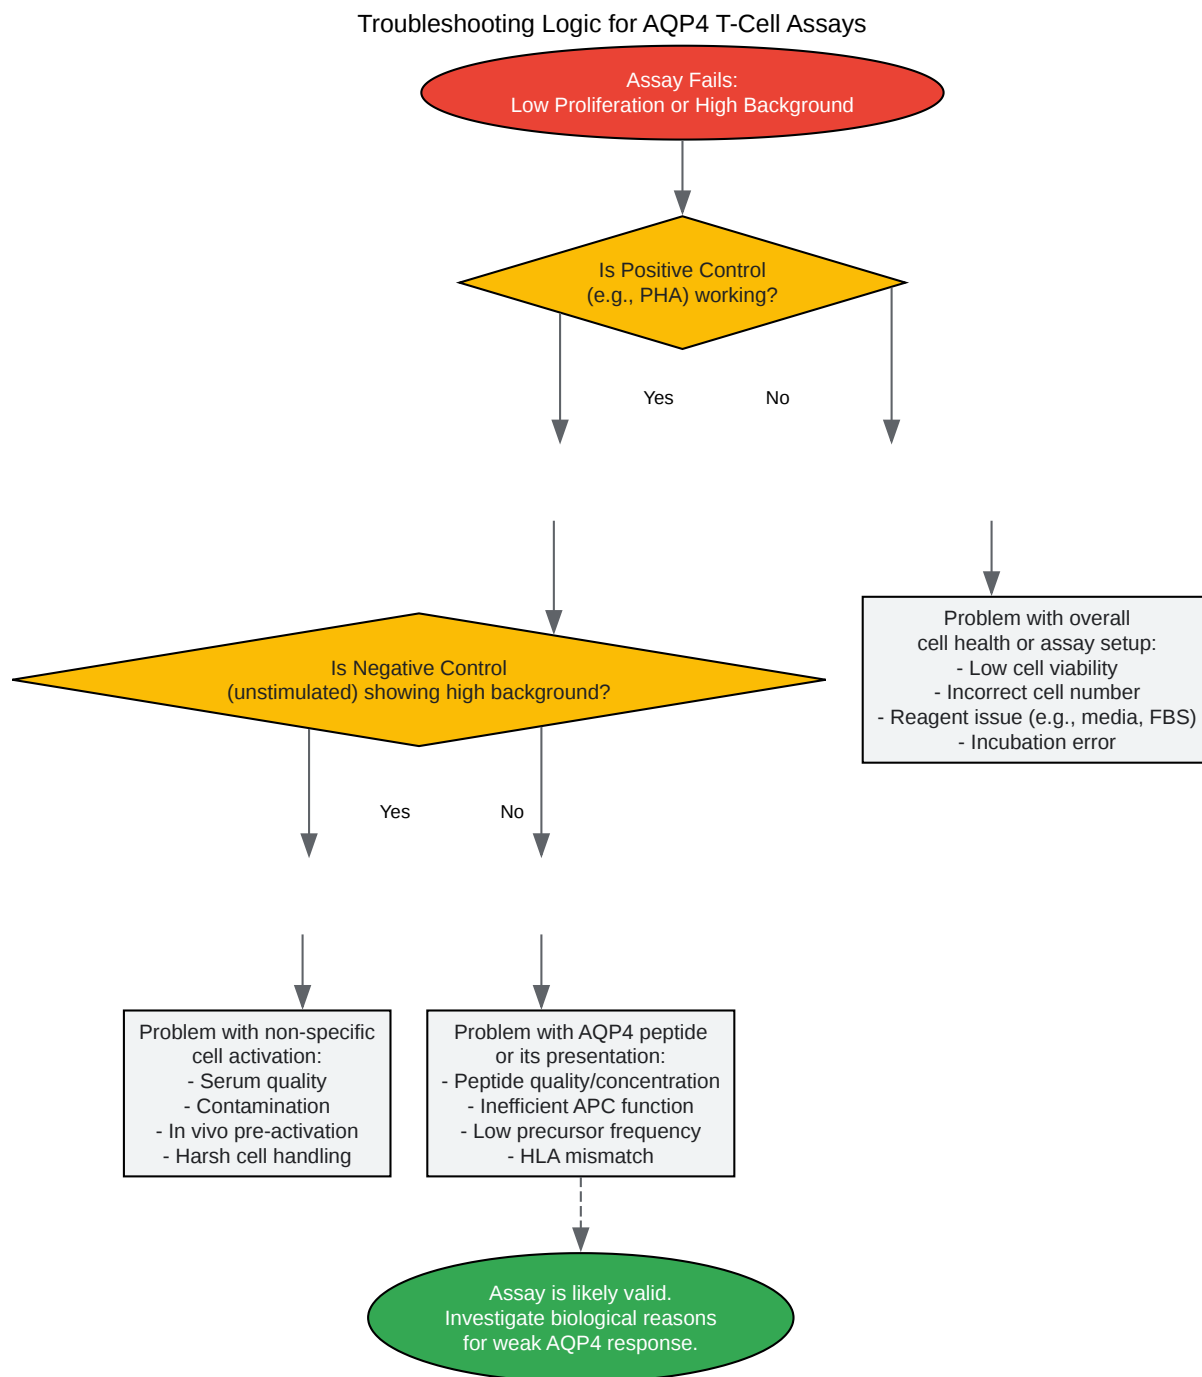 Troubleshooting Logic for AQP4 T-Cell Assays
Assay Fails:
Low Proliferation or High Background
Is Positive Control
(e.g., PHA) working?
Yes
No
Is Negative Control
(unstimulated) showing high background?
Problem with overall
cell health or assay setup:
- Low cell viability
- Incorrect cell number
- Reagent issue (e.g., media, FBS)
- Incubation error
Yes
No
Problem with non-specific
cell activation:
- Serum quality
- Contamination
- In vivo pre-activation
- Harsh cell handling
Problem with AQP4 peptide
or its presentation:
- Peptide quality/concentration
- Inefficient APC function
- Low precursor frequency
- HLA mismatch
Assay is likely valid.
Investigate biological reasons
for weak AQP4 response.